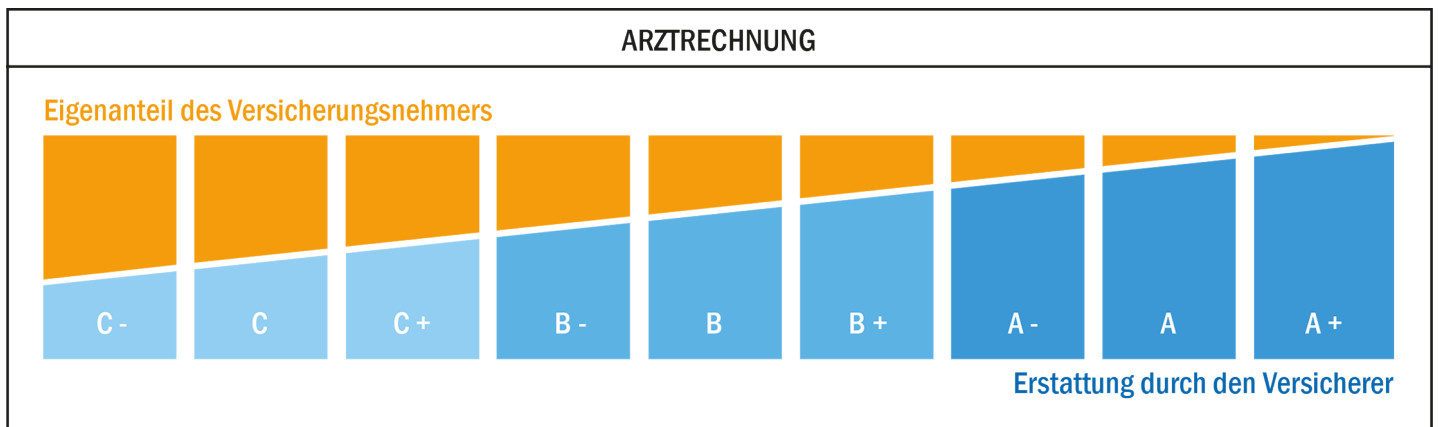 ARZTRECHNUNG
Eigenanteil des Versicherungsnehmers
C - C C + B - B B + A - A A +
Erstattung durch den Versicherer